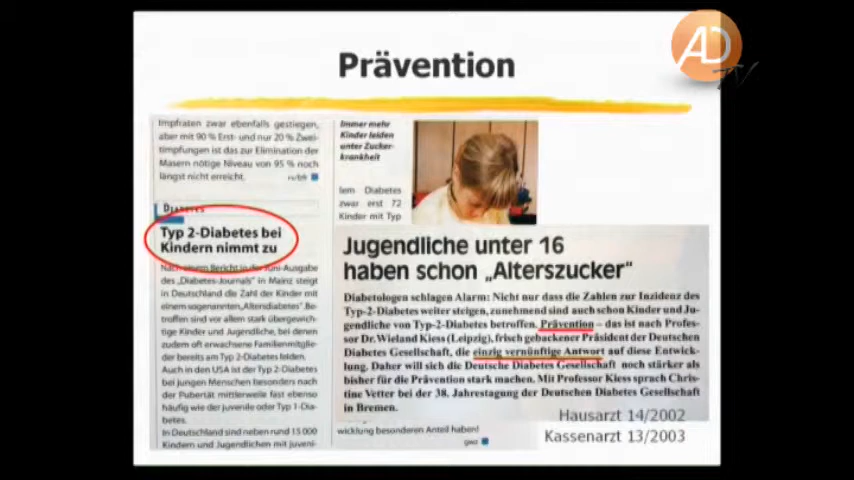 Prävention
AD
TV
Impfraten zwar ebenfalls gestiegen,
aber mit 90 % Erst- und nur 20 % Zwei-
timpfungen ist das zur Elimination der
Masern nötige Niveau von 95 % noch
längst nicht erreicht.
DIABETES
Typ 2-Diabetes bei
Kindern nimmt zu
Nach einem Bericht in der Juni-Ausgabe
des „Diabetes-Journals" in Mainz steigt
in Deutschland die Zahl der Kinder mit
einem sogenannten „Altersdiabetes". Be-
troffen sind vor allem stark übergewich-
tige Kinder und Jugendliche, bei denen
zudem oft erwachsene Familienmitglie-
der bereits am Typ 2-Diabetes leiden.
Auch in den USA ist der Typ 2-Diabetes
bei jungen Menschen besonders nach
der Pubertät mittlerweile fast ebenso
häufig wie der juvenile oder Typ 1-Dia-
betes.
In Deutschland sind neben rund 15 000
Kindern und Jugendlichen mit juveni-
Immer mehr
Kinder leiden
unter Zucker-
krankheit
lem Diabetes
zwar erst 72
Kinder mit Typ
Jugendliche unter 16
haben schon „Alterszucker"
Diabetologen schlagen Alarm: Nicht nur dass die Zahlen zur Inzidenz des
Typ-2-Diabetes weiter steigen, zunehmend sind auch schon Kinder und Ju-
gendliche von Typ-2-Diabetes betroffen. Prävention – das ist nach Profes-
sor Dr. Wieland Kiess (Leipzig), frisch gebackener Präsident der Deutschen
Diabetes Gesellschaft, die einzig vernünftige Antwort auf diese Entwick-
lung. Daher will sich die Deutsche Diabetes Gesellschaft noch stärker als
bisher für die Prävention stark machen. Mit Professor Kiess sprach Chris-
tine Vetter bei der 38. Jahrestagung der Deutschen Diabetes Gesellschaft
in Bremen.
wicklung besonderen Anteil haben!
gwa
Hausarzt 14/2002
Kassenarzt 13/2003